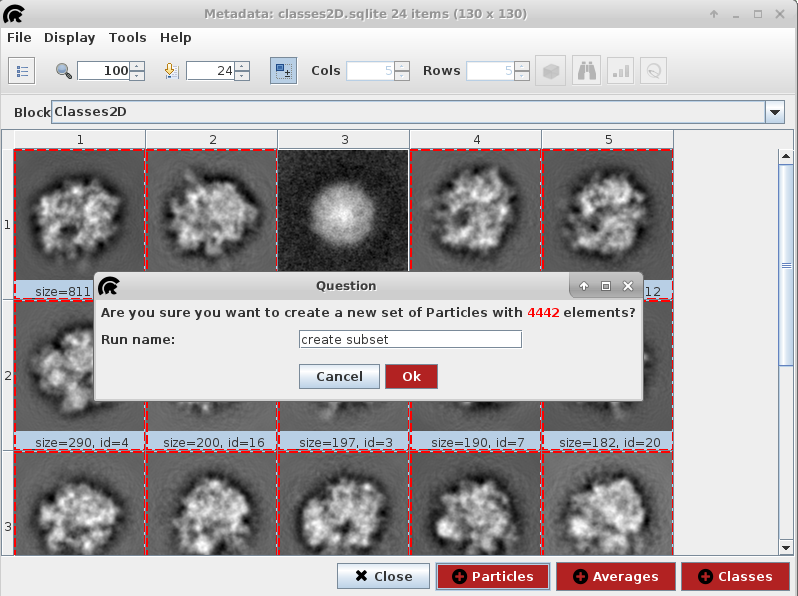 Metadata: classes2D.sqlite 24 items (130 x 130)
File Display Tools Help
100 24 Cols 5 Rows 5
Block Classes2D
1 2 3 4 5
1
size=811 12
Question
Are you sure you want to create a new set of Particles with 4442 elements?
Run name: create subset
Cancel Ok
2
size=290, id=4 size=200, id=16 size=197, id=3 size=190, id=7 size=182, id=20
3
Close Particles Averages Classes